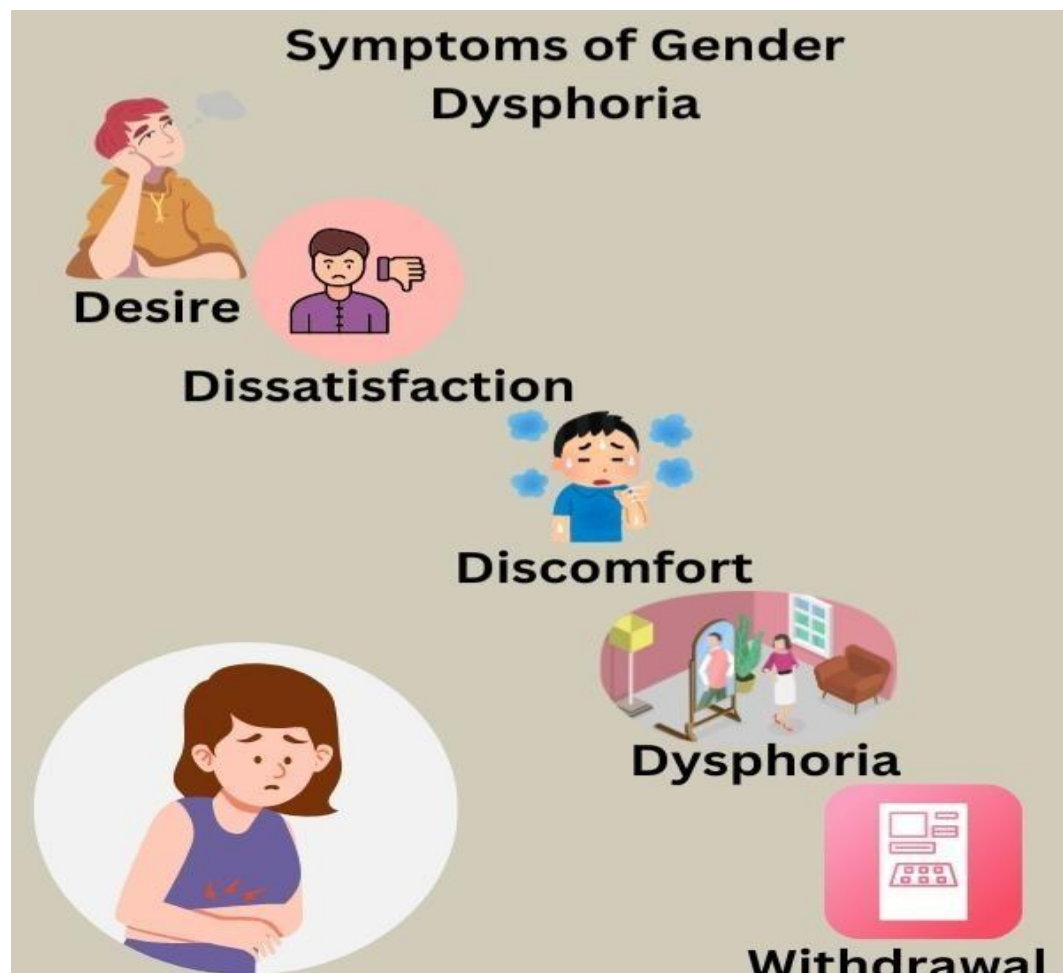 Symptoms of Gender
Dysphoria
Desire
Dissatisfaction
Discomfort
Dysphoria
Withdrawal